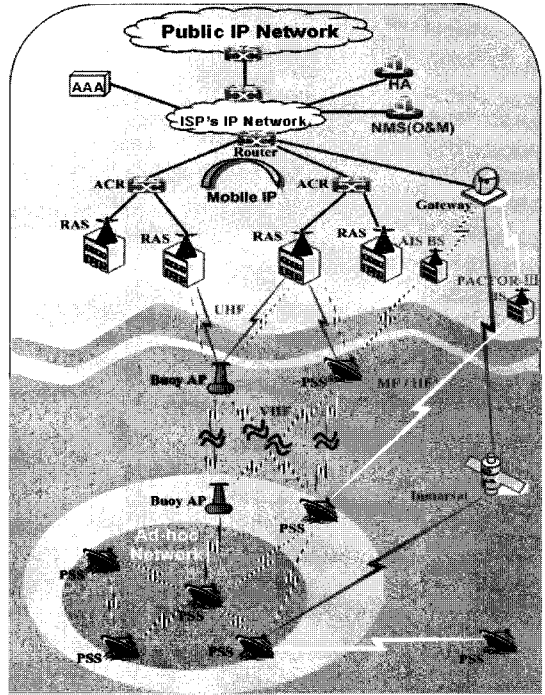 Public IP Network
AAA
HA
ISP's IP Network
NMS(O&M)
Router
ACR
Mobile IP
ACR
Gateway
RAS
RAS
RAS
RAS
AIS BS
PACTOR-III
BS
UHF
Buoy AP
PSS
MF / HF
VHF
Inmarsat
Buoy AP
PSS
Ad-hoc
Network
PSS
PSS
PSS
PSS
PSS